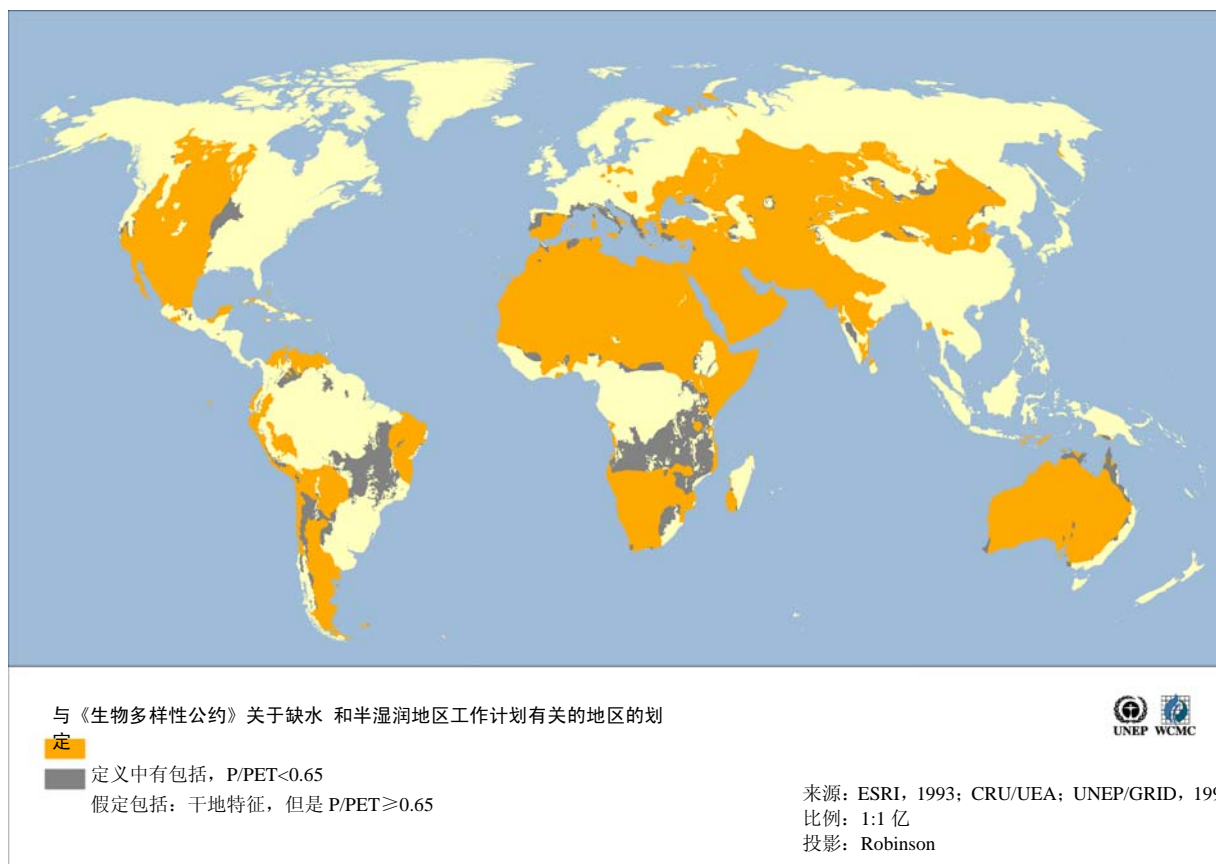 与《生物多样性公约》关于缺水 和半湿润地区工作计划有关的地区的划
定
定义中有包括，P/PET<0.65
假定包括：干地特征，但是 P/PET≥0.65
UNEP WCMC
来源：ESRI，1993；CRU/UEA；UNEP/GRID，199
比例：1:1 亿
投影：Robinson